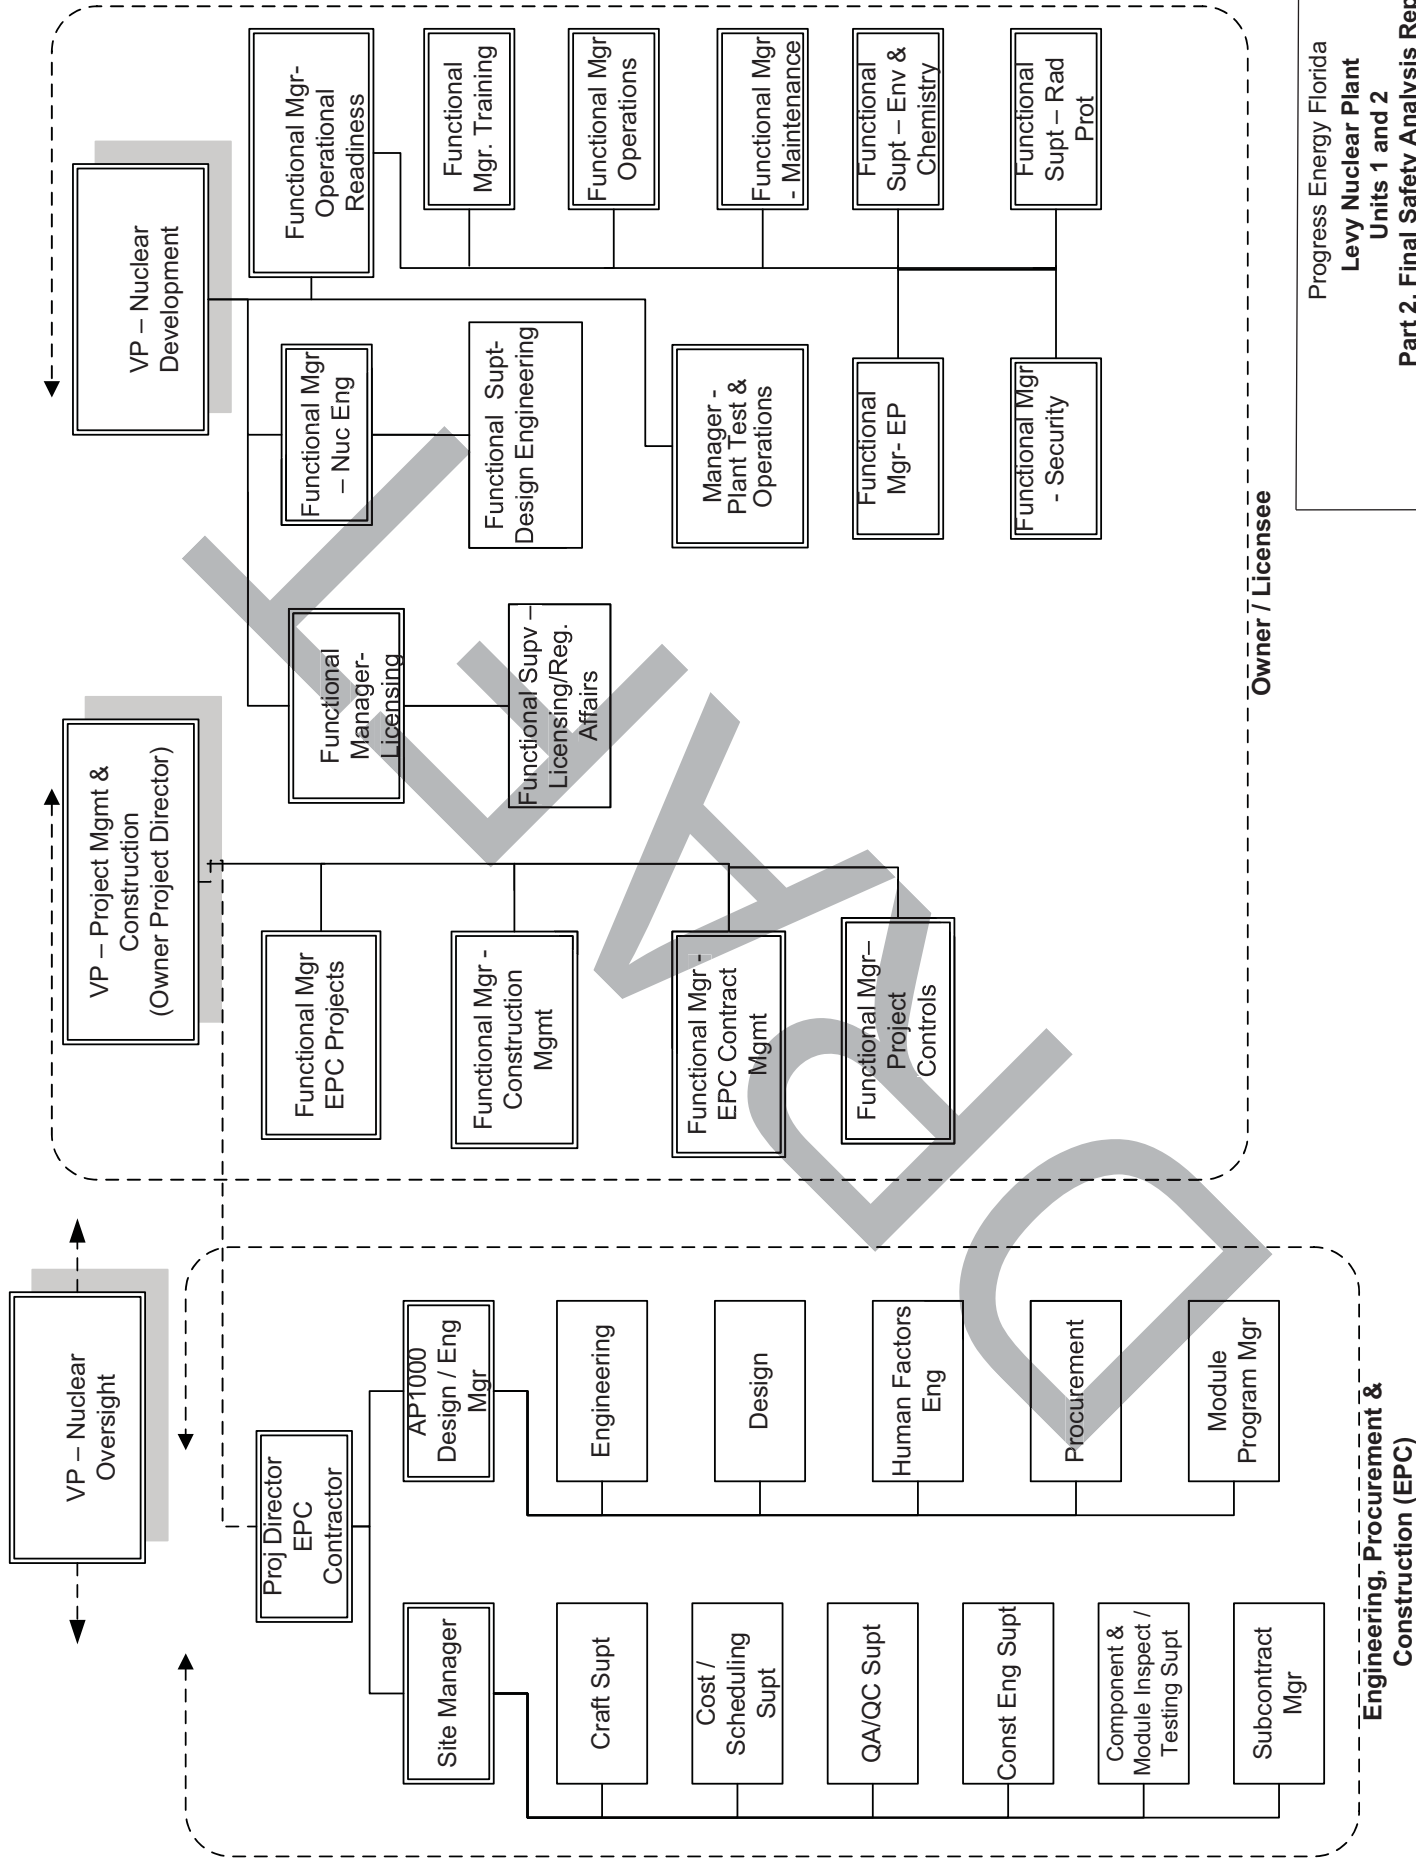 VP – Nuclear
Oversight
VP – Project Mgmt &
Construction
(Owner Project Director)
VP – Nuclear
Development
Proj Director
EPC
Contractor
Site Manager
Craft Supt
Cost /
Scheduling
Supt
QA/QC Supt
Const Eng Supt
Component &
Module Inspect /
Testing Supt
Subcontract
Mgr
AP1000
Design / Eng
Mgr
Engineering
Design
Human Factors
Eng
Procurement
Module
Program Mgr
Engineering, Procurement &
Construction (EPC)
Functional Mgr
EPC Projects
Functional Mgr -
Construction
Mgmt
Functional Mgr -
EPC Contract
Mgmt
Functional Mgr–
Project
Controls
Functional
Manager-
Licensing
Functional Supv –
Licensing/Reg.
Affairs
Functional Mgr
– Nuc Eng
Functional Supt-
Design Engineering
Manager -
Plant Test &
Operations
Functional
Mgr- EP
Functional Mgr
- Security
Functional Mgr-
Operational
Readiness
Functional
Mgr. Training
Functional Mgr
Operations
Functional Mgr
- Maintenance
Functional
Supt – Env &
Chemistry
Functional
Supt – Rad
Prot
Owner / Licensee
Progress Energy Florida
Levy Nuclear Plant
Units 1 and 2
Part 2, Final Safety Analysis Rep
DRAFT